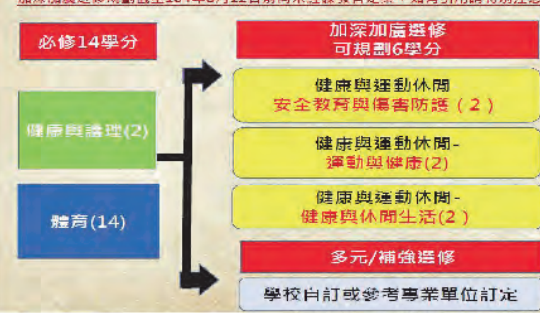 必修14學分
健康與護理(2)
體育(14)
加深加廣選修
可規劃6學分
健康與運動休閒
安全教育與傷害防護（2）
健康與運動休閒-
運動與健康(2)
健康與運動休閒-
健康與休閒生活(2)
多元/補強選修
學校自訂或參考專業單位訂定